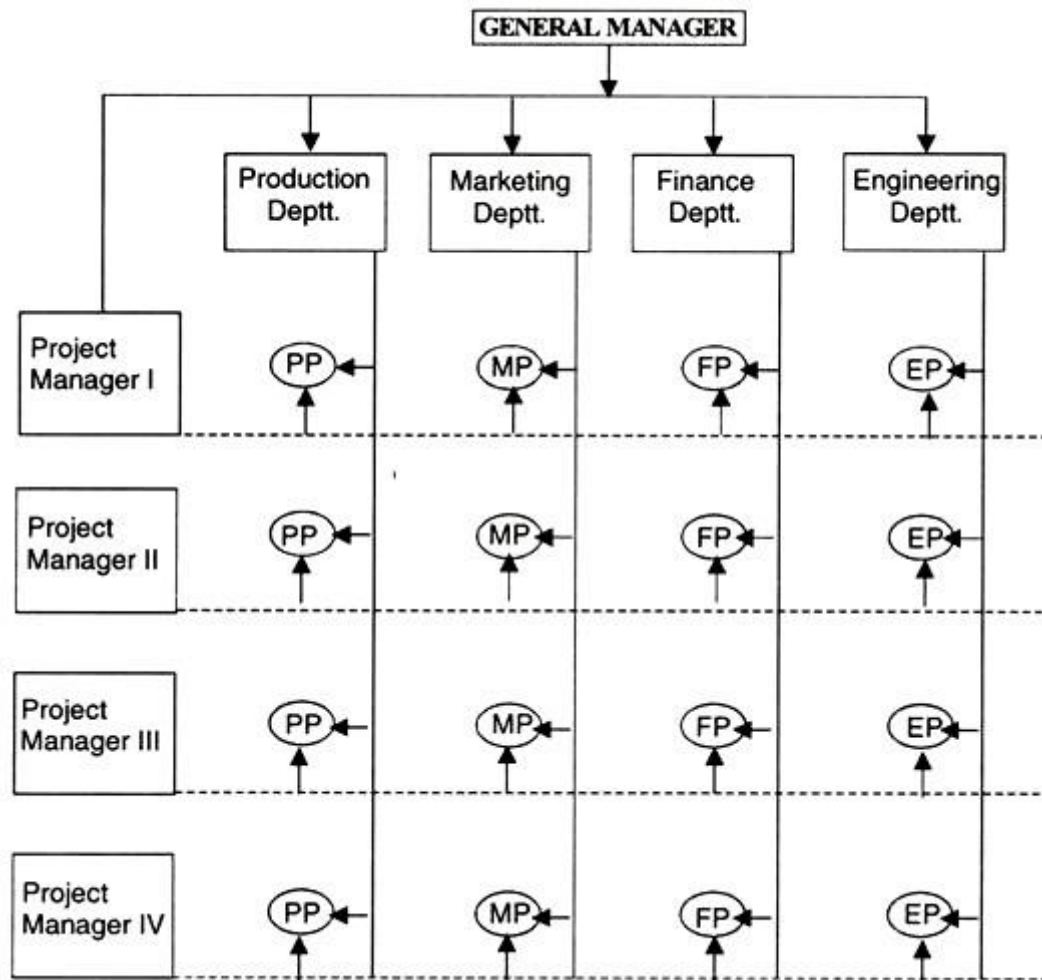 GENERAL MANAGER
Production
Deptt.
Marketing
Deptt.
Finance
Deptt.
Engineering
Deptt.
Project
Manager I
PP
MP
FP
EP
Project
Manager II
PP
MP
FP
EP
Project
Manager III
PP
MP
FP
EP
Project
Manager IV
PP
MP
FP
EP